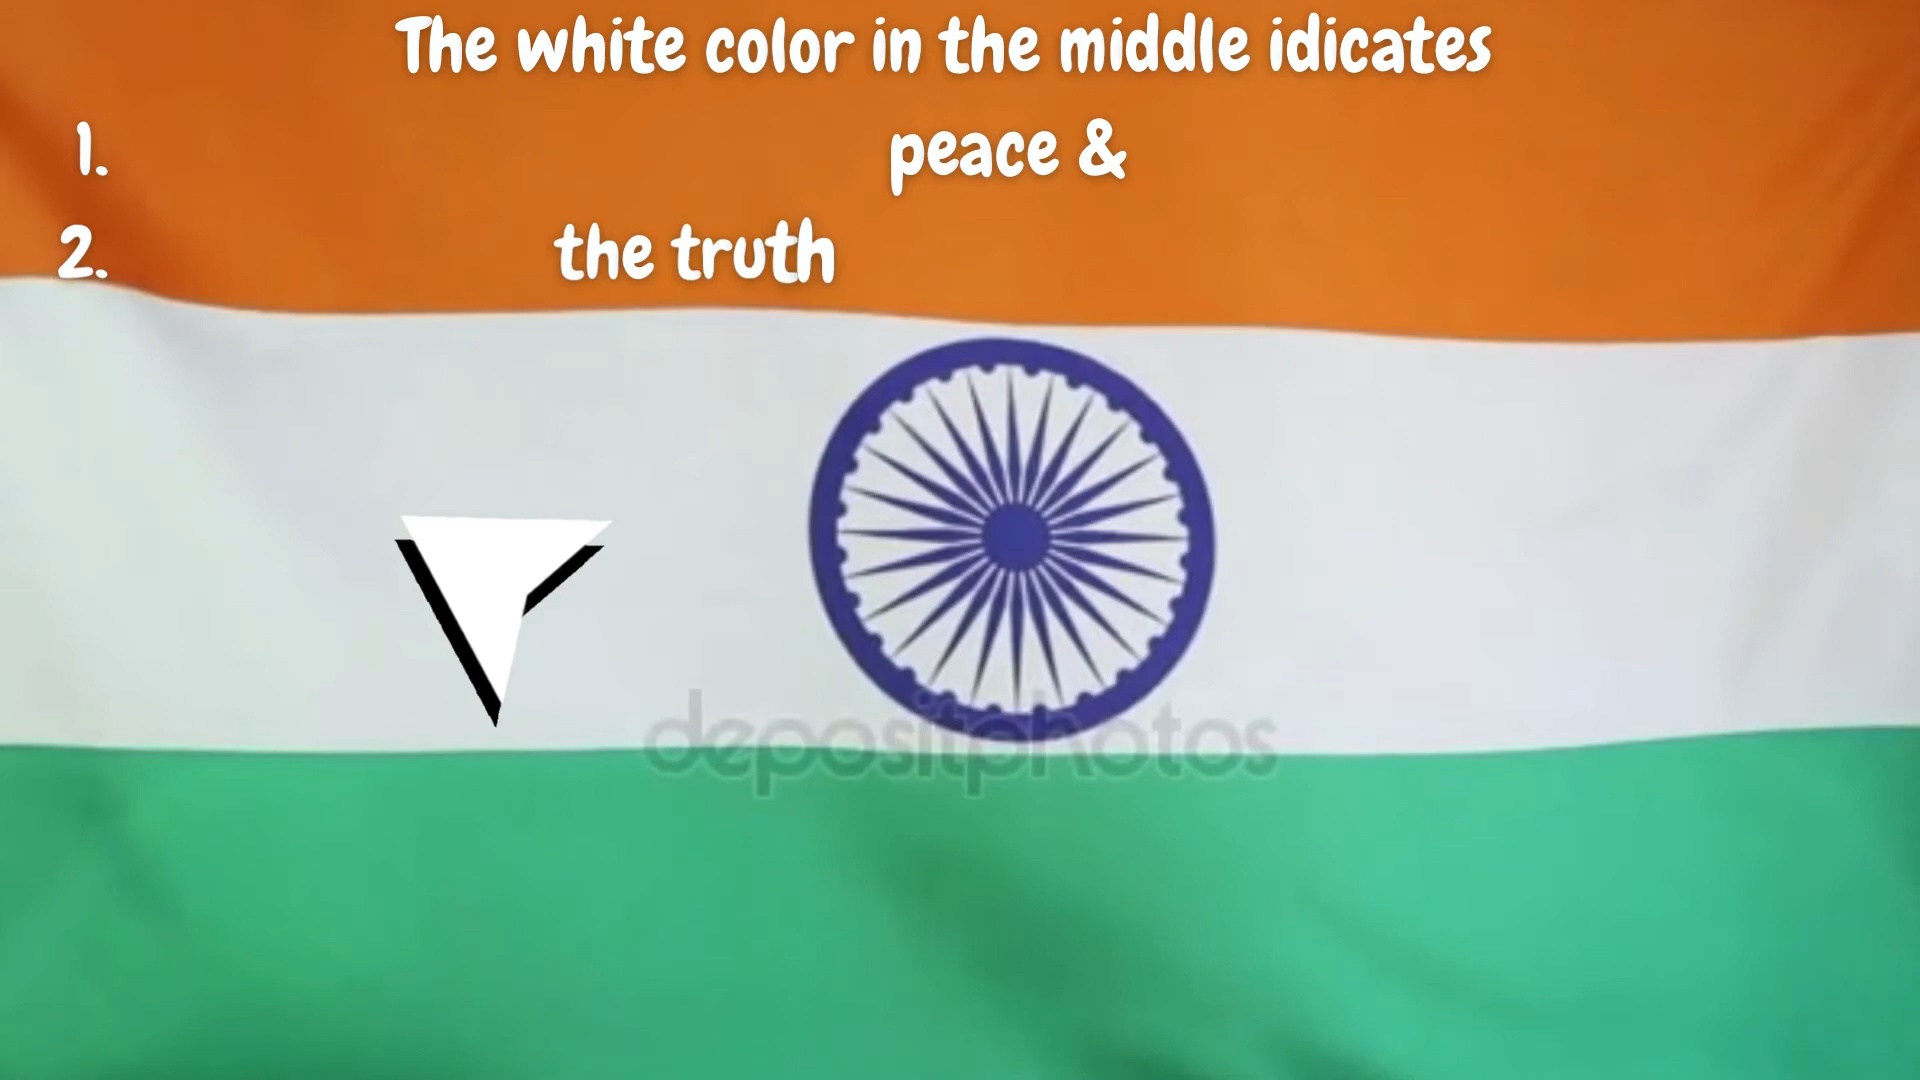 The white color in the middle idicates
1. peace &
2. the truth
depositphotos